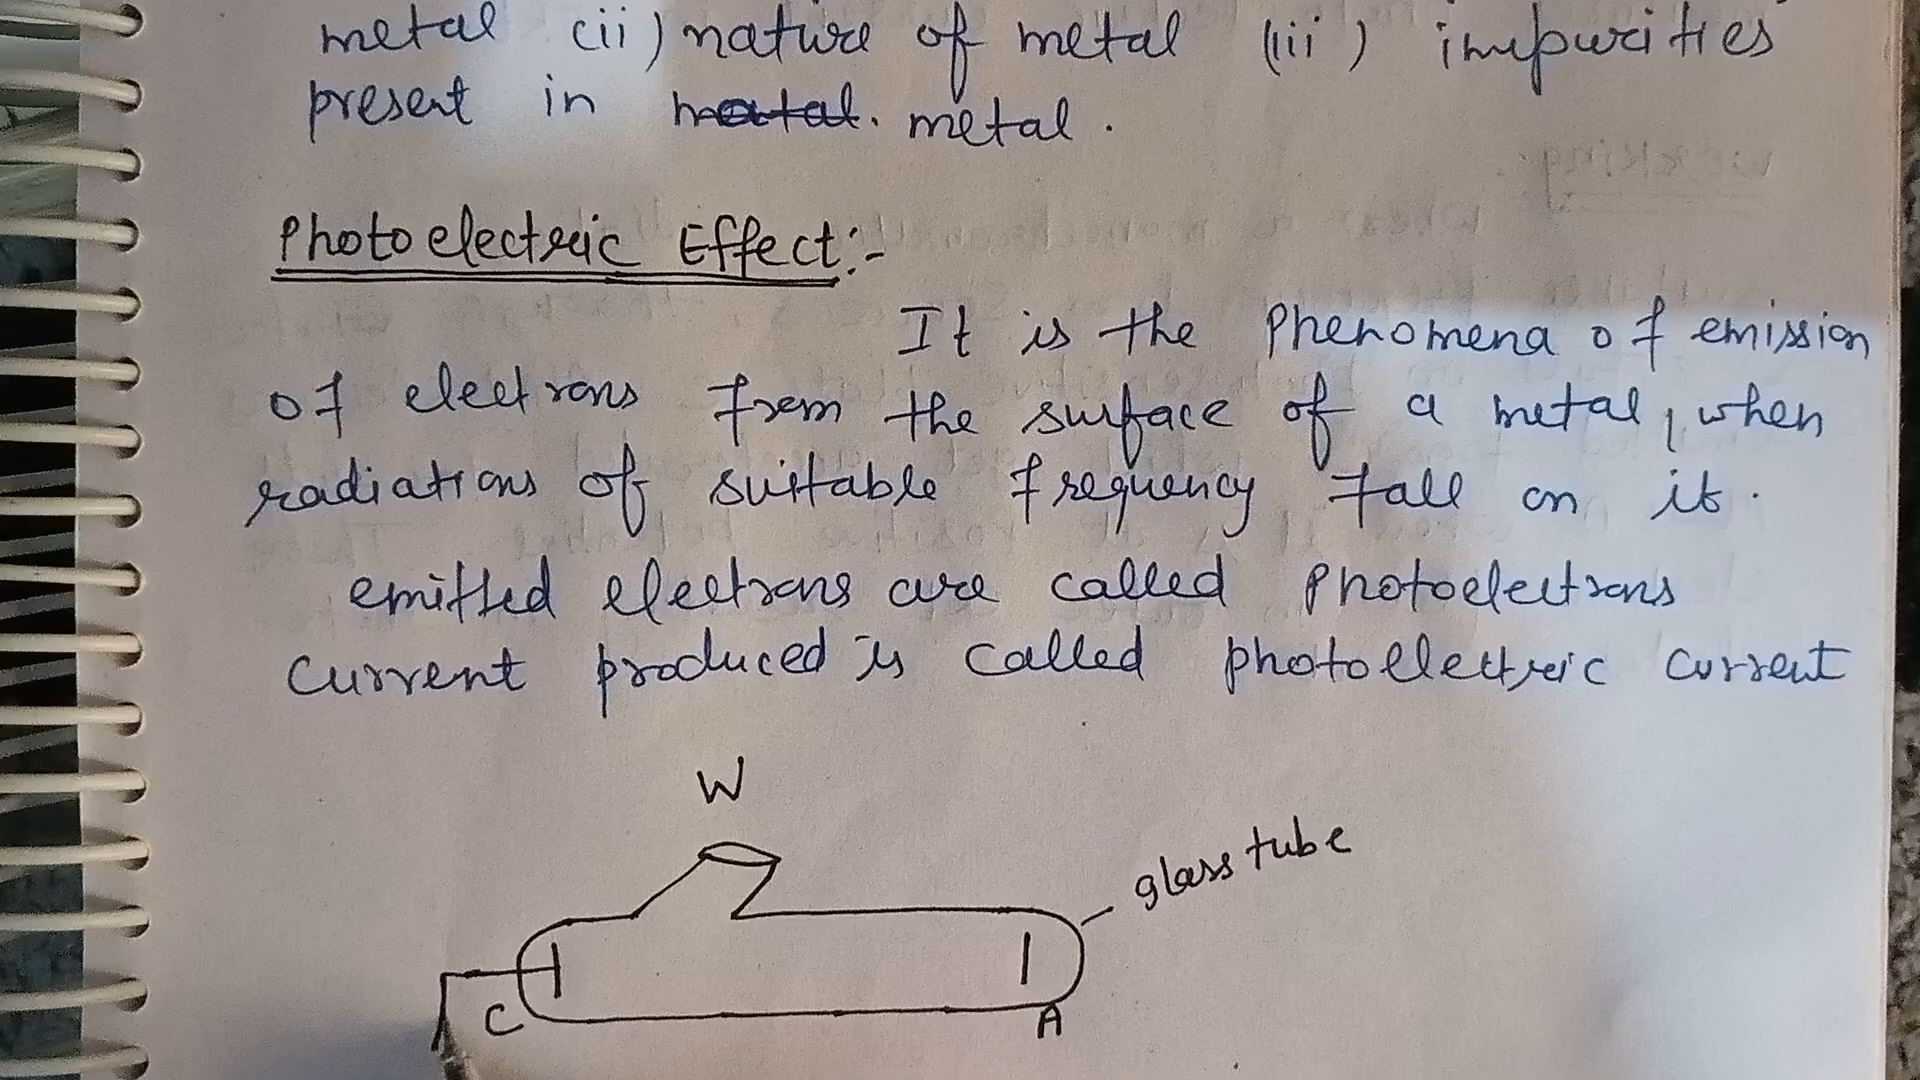 metal (ii) nature of metal (iii) impurities
present in matal. metal.
Photoelectric Effect:-
It is the Phenomena of emission
of electrons from the surface of a metal, when
radiations of suitable frequency fall on it.
emitted electrons are called Photoelectrons
Current produced is called photoelectric current
W
glass tube
C
A